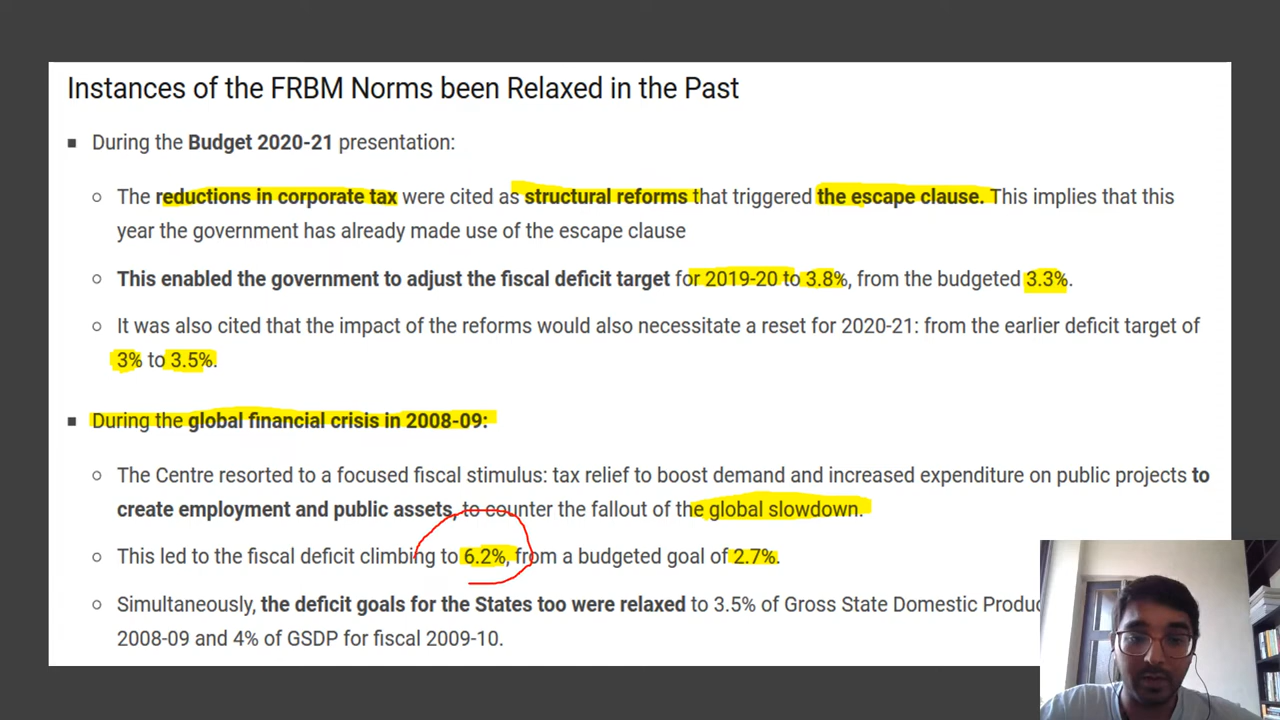 Instances of the FRBM Norms been Relaxed in the Past
During the Budget 2020-21 presentation:
The reductions in corporate tax were cited as structural reforms that triggered the escape clause. This implies that this
year the government has already made use of the escape clause
This enabled the government to adjust the fiscal deficit target for 2019-20 to 3.8%, from the budgeted 3.3%.
It was also cited that the impact of the reforms would also necessitate a reset for 2020-21: from the earlier deficit target of
3% to 3.5%.
During the global financial crisis in 2008-09:
The Centre resorted to a focused fiscal stimulus: tax relief to boost demand and increased expenditure on public projects to
create employment and public assets, to counter the fallout of the global slowdown.
This led to the fiscal deficit climbing to 6.2%, from a budgeted goal of 2.7%.
Simultaneously, the deficit goals for the States too were relaxed to 3.5% of Gross State Domestic
2008-09 and 4% of GSDP for fiscal 2009-10.